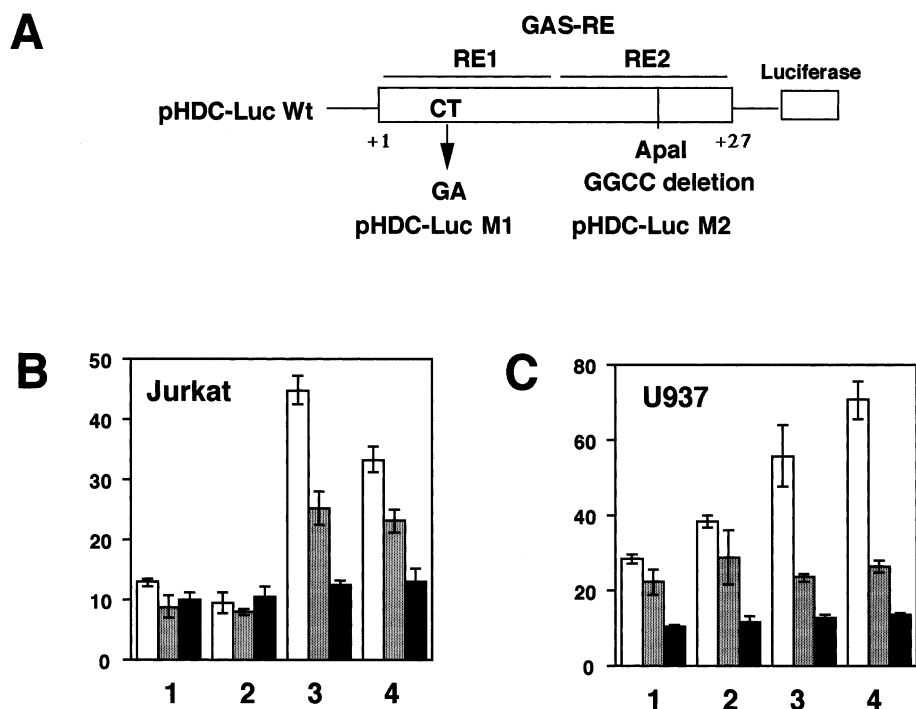 A
GAS-RE
RE1 RE2 Luciferase
pHDC-Luc Wt CT
+1 ApaI +27
GA GGCC deletion
pHDC-Luc M1 pHDC-Luc M2
B
Jurkat
50
40
30
20
10
0
1 2 3 4
C
U937
80
60
40
20
0
1 2 3 4